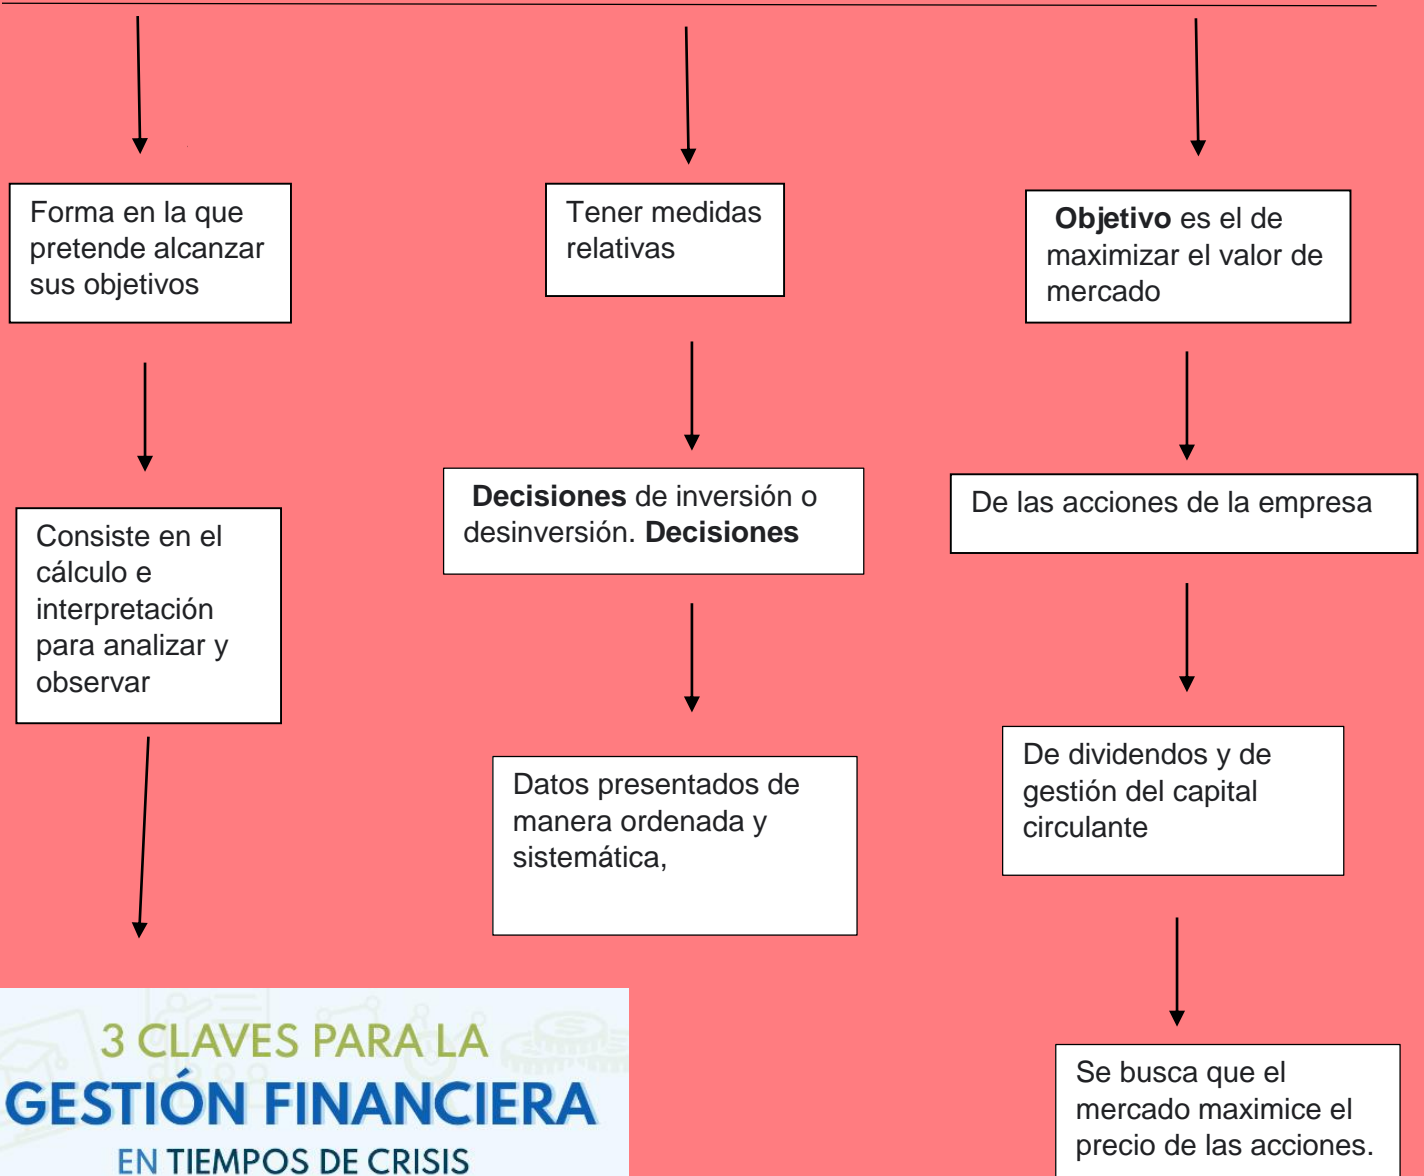 Forma en la que
pretende alcanzar
sus objetivos
Consiste en el
cálculo e
interpretación
para analizar y
observar
3 CLAVES PARA LA
GESTIÓN FINANCIERA
EN TIEMPOS DE CRISIS
Tener medidas
relativas
Decisiones de inversión o
desinversión. Decisiones
Datos presentados de
manera ordenada y
sistemática,
Objetivo es el de
maximizar el valor de
mercado
De las acciones de la empresa
De dividendos y de
gestión del capital
circulante
Se busca que el
mercado maximice el
precio de las acciones.